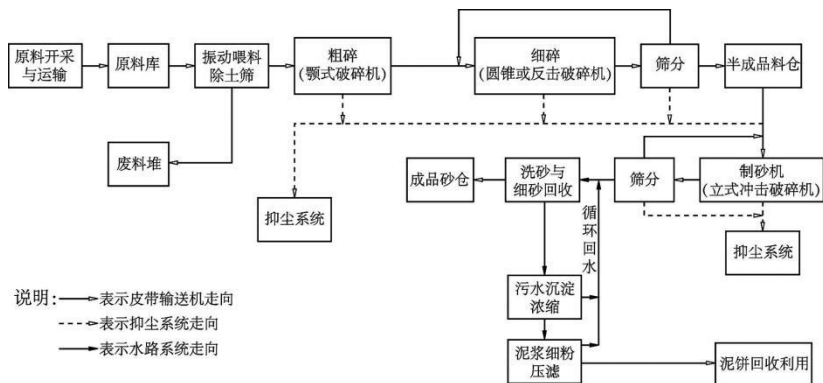 原料开采
与运输
原料库
振动喂料
除土筛
粗碎
(颚式破碎机)
细碎
(圆锥或反击破碎机)
筛分
半成品料仓
废料堆
成品砂仓
洗砂与
细砂回收
筛分
制砂机
(立式冲击破碎机)
抑尘系统
循环回水
抑尘系统
说明:
表示皮带输送机走向
表示抑尘系统走向
表示水路系统走向
污水沉淀
浓缩
泥浆细粉
压滤
泥饼回收利用